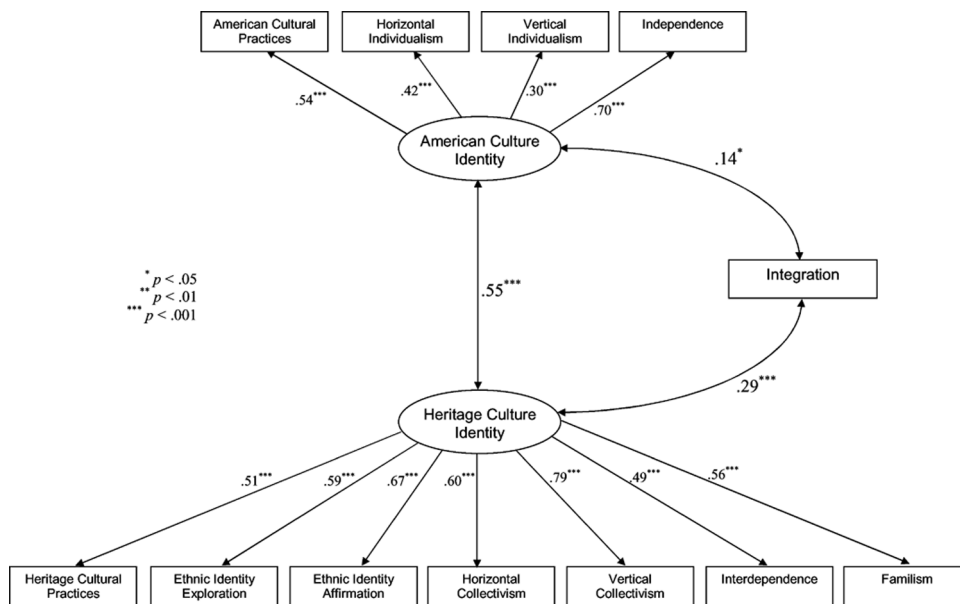 American Cultural
Practices
Horizontal
Individualism
Vertical
Individualism
Independence
.54***
.42***
.30***
.70***
American Culture
Identity
.14*
Integration
* p < .05
** p < .01
*** p < .001
.55***
.29***
Heritage Culture
Identity
.51***
.59***
.67***
.60***
.79***
.49***
.56***
Heritage Cultural
Practices
Ethnic Identity
Exploration
Ethnic Identity
Affirmation
Horizontal
Collectivism
Vertical
Collectivism
Interdependence
Familism